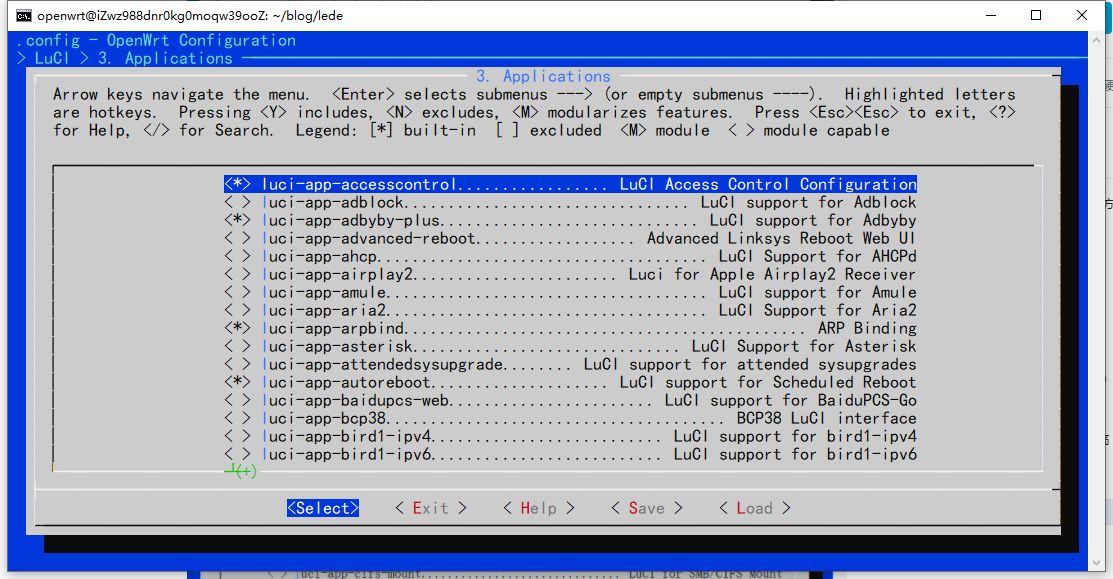 openwrt@iZwz988dnr0kg0moqw39ooZ: ~/blog/lede
.config - OpenWrt Configuration
> LuCI > 3. Applications
3. Applications
Arrow keys navigate the menu.  <Enter> selects submenus ---> (or empty submenus ----).  Highlighted letters
are hotkeys.  Pressing <Y> includes, <N> excludes, <M> modularizes features.  Press <Esc><Esc> to exit, <?>
for Help, </> for Search.  Legend: [*] built-in  [ ] excluded  <M> module  < > module capable
<*> luci-app-accesscontrol................. LuCI Access Control Configuration
< > luci-app-adblock................................ LuCI support for Adblock
<*> luci-app-adbyby-plus............................. LuCI support for Adbyby
< > luci-app-advanced-reboot.................. Advanced Linksys Reboot Web UI
< > luci-app-ahcp..................................... LuCI Support for AHCPd
< > luci-app-airplay2....................... Luci for Apple Airplay2 Receiver
< > luci-app-amule.................................... LuCI support for Amule
< > luci-app-aria2.................................... LuCI Support for Aria2
<*> luci-app-arpbind............................................. ARP Binding
< > luci-app-asterisk.............................. LuCI Support for Asterisk
< > luci-app-attendedsysupgrade........ LuCI support for attended sysupgrades
<*> luci-app-autoreboot.................... LuCI support for Scheduled Reboot
< > luci-app-baidupcs-web....................... LuCI support for BaiduPCS-Go
< > luci-app-bcp38...................................... BCP38 LuCI interface
< > luci-app-bird1-ipv4.......................... LuCI support for bird1-ipv4
< > luci-app-bird1-ipv6.......................... LuCI support for bird1-ipv6
(+)
<Select>    < Exit >    < Help >    < Save >    < Load >
< > luci-app-cifs-mount....................... LuCI for SMB/CIFS Mount